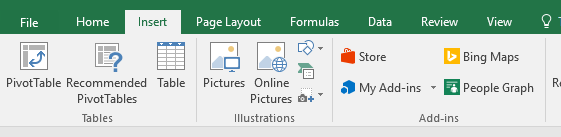 File Home Insert Page Layout Formulas Data Review View
PivotTable Recommended PivotTables Table
Tables
Pictures Online Pictures
Illustrations
Store Bing Maps
My Add-ins People Graph
Add-ins